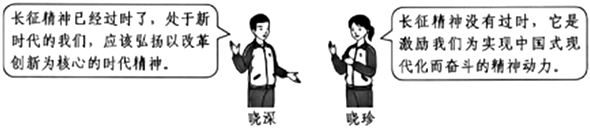 长征精神已经过时了，处于新
时代的我们，应该弘扬以改革
创新为核心的时代精神。
长征精神没有过时，它是
激励我们为实现中国式现
代化而奋斗的精神动力。
晓深
晓珍